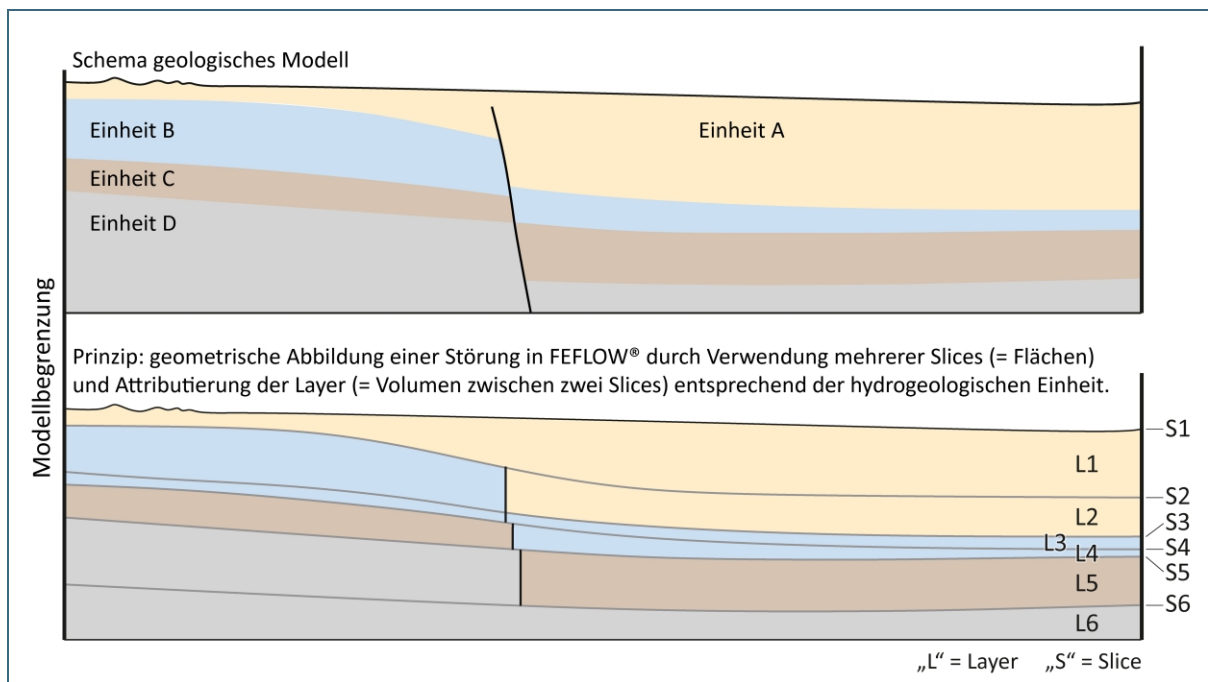 Schema geologisches Modell
Einheit B
Einheit A
Einheit C
Einheit D
Modellbegrenzung
Prinzip: geometrische Abbildung einer Störung in FEFLOW® durch Verwendung mehrerer Slices (= Flächen)
und Attributierung der Layer (= Volumen zwischen zwei Slices) entsprechend der hydrogeologischen Einheit.
S1
L1
S2
L2
S3
L3
S4
L4
S5
L5
S6
L6
„L“ = Layer „S“ = Slice